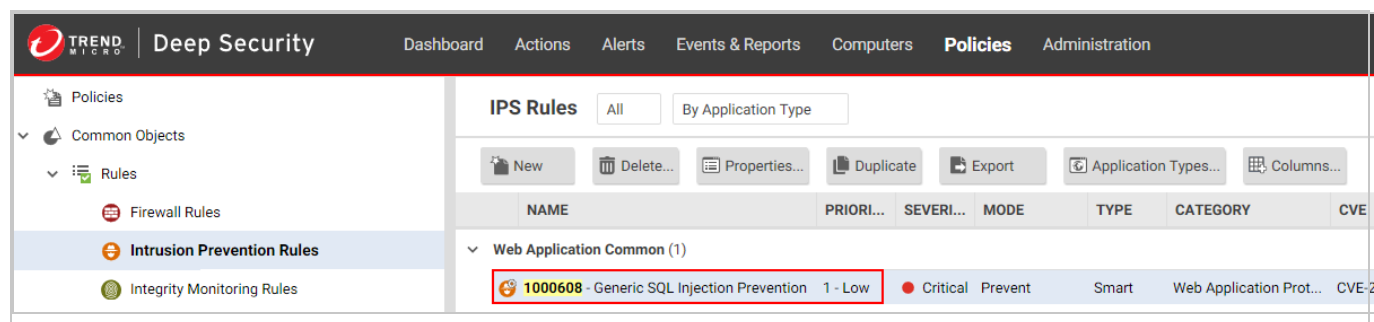 TREND MICRO Deep Security Dashboard Actions Alerts Events & Reports Computers Policies Administration
Policies
Common Objects
Rules
Firewall Rules
Intrusion Prevention Rules
Integrity Monitoring Rules
IPS Rules All By Application Type
New Delete... Properties... Duplicate Export Application Types... Columns...
NAME PRIORI... SEVERI... MODE TYPE CATEGORY CVE
Web Application Common (1)
1000608 - Generic SQL Injection Prevention 1 - Low Critical Prevent Smart Web Application Prot... CVE-2